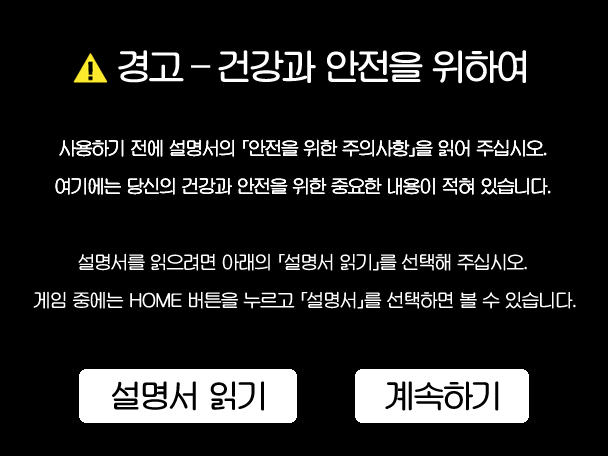 경고 – 건강과 안전을 위하여
사용하기 전에 설명서의 「안전을 위한 주의사항」을 읽어 주십시오.
여기에는 당신의 건강과 안전을 위한 중요한 내용이 적혀 있습니다.
설명서를 읽으려면 아래의 「설명서 읽기」를 선택해 주십시오.
게임 중에는 HOME 버튼을 누르고 「설명서」를 선택하면 볼 수 있습니다.
설명서 읽기
계속하기